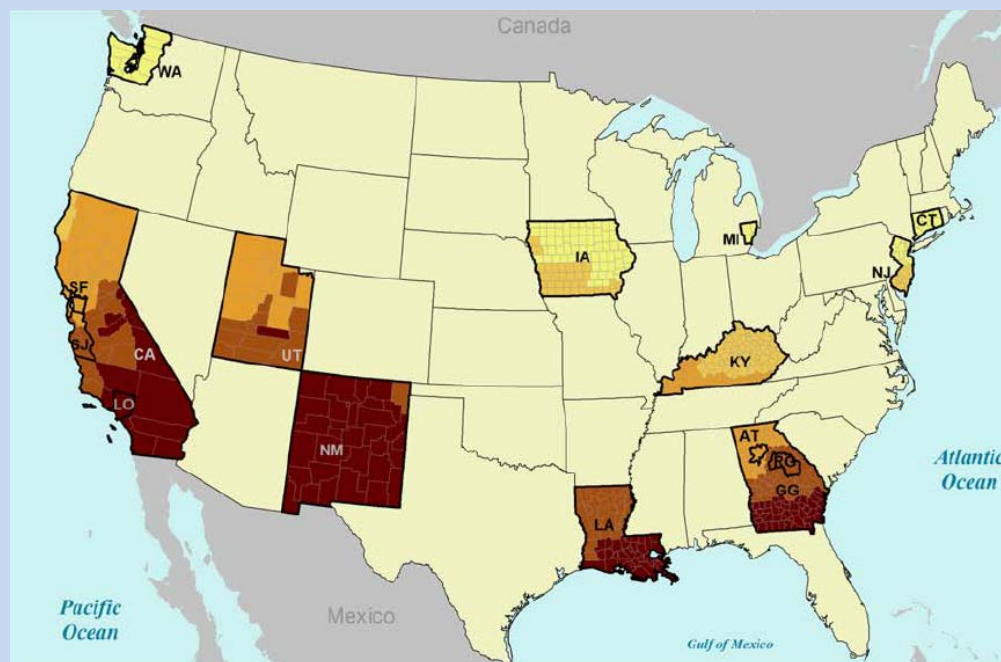 Canada
WA
MI
CT
IA
NJ
SF
SJ
CA
UT
KY
LO
NM
AT
RG
GG
LA
Atlantic
Ocean
Pacific
Ocean
Mexico
Gulf of Mexico